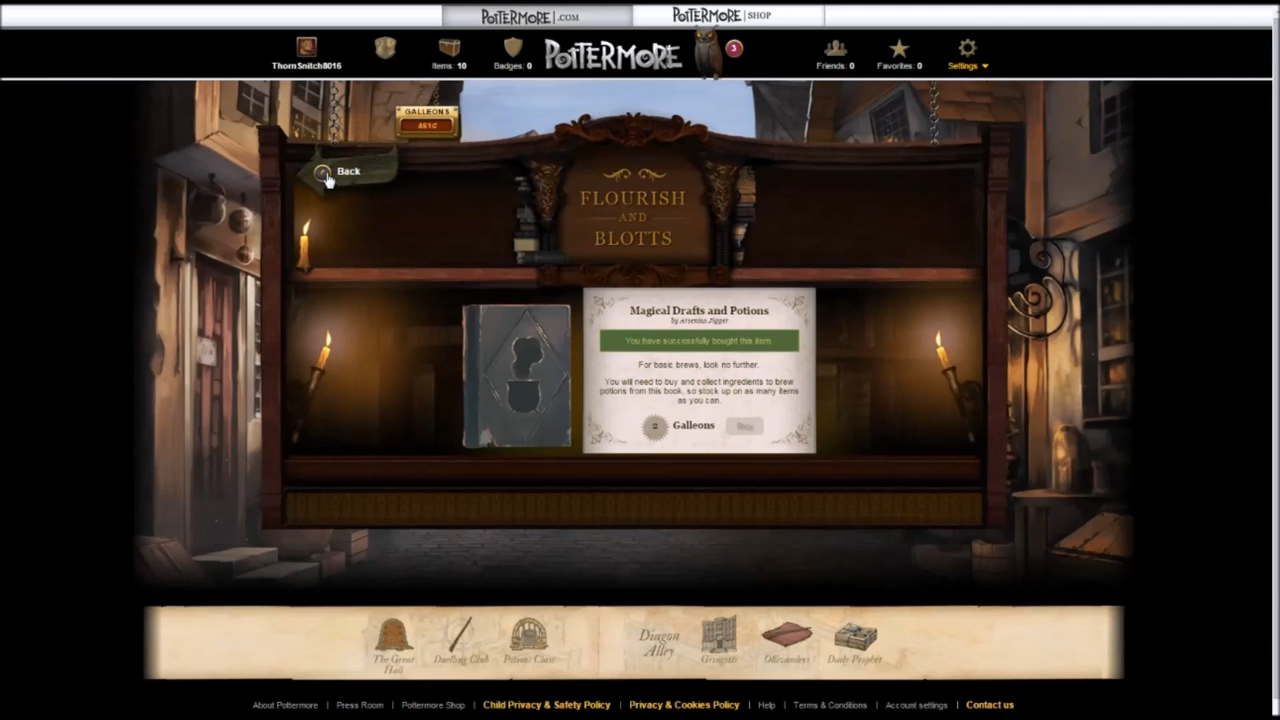 POTTERMORE .COM
POTTERMORE SHOP
ThornSnitch8016
Items: 10
Badges: 0
POTTERMORE
3
Friends: 0
Favorites: 0
Settings
GALLEONS
Back
FLOURISH
AND
BLOTTS
Magical Drafts and Potions
by Arsenius Jigger
You have successfully bought this item
For basic brews, look no further.
You will need to buy and collect ingredients to brew
potions from this book, so stock up on as many items
as you can.
2 Galleons
The Great
Hall
Duelling Club
Potions Class
Diagon
Alley
Gringotts
Ollivanders
Daily Prophet
About Pottermore | Press Room | Pottermore Shop | Child Privacy & Safety Policy | Privacy & Cookies Policy | Help | Terms & Conditions | Account settings | Contact us